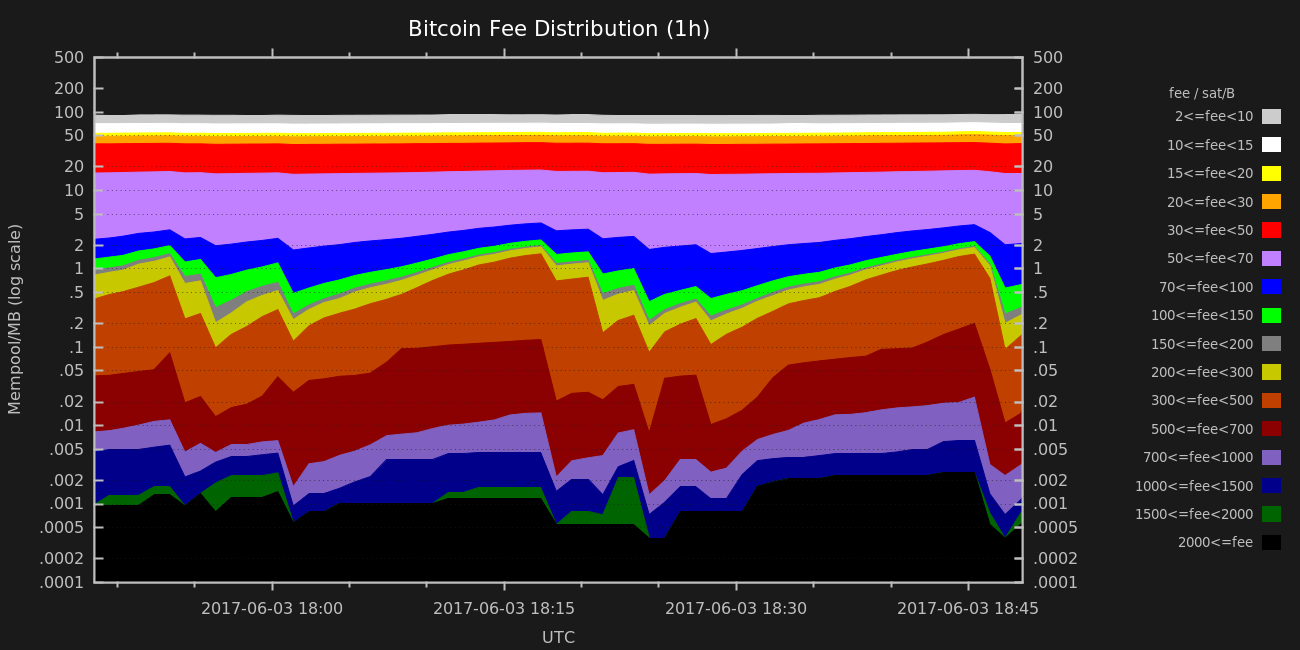 Bitcoin Fee Distribution (1h)
500
200
100
50
20
10
5
2
1
.5
.2
.1
.05
.02
.01
.005
.002
.001
.0005
.0002
.0001
Mempool/MB (log scale)
500
200
100
50
20
10
5
2
1
.5
.2
.1
.05
.02
.01
.005
.002
.001
.0005
.0002
.0001
2017-06-03 18:00
2017-06-03 18:15
2017-06-03 18:30
2017-06-03 18:45
UTC
fee / sat/B
2<=fee<10
10<=fee<15
15<=fee<20
20<=fee<30
30<=fee<50
50<=fee<70
70<=fee<100
100<=fee<150
150<=fee<200
200<=fee<300
300<=fee<500
500<=fee<700
700<=fee<1000
1000<=fee<1500
1500<=fee<2000
2000<=fee